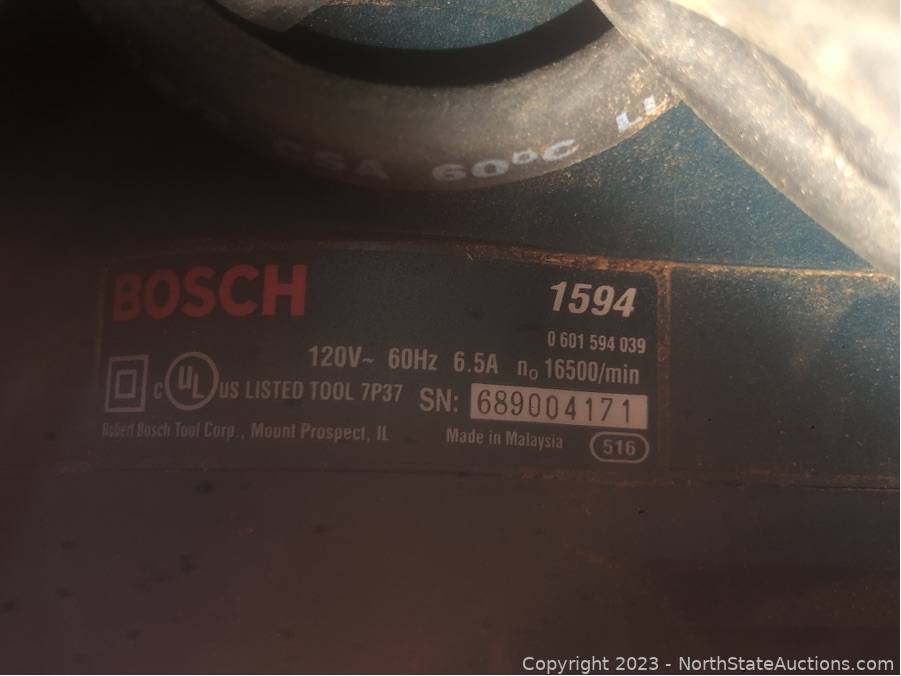 CSA 60°C
BOSCH
1594
0 601 594 039
120V~ 60Hz 6.5A n₀ 16500/min
C UL US LISTED TOOL 7P37
SN: 689004171
Robert Bosch Tool Corp., Mount Prospect, IL
Made in Malaysia
516
Copyright © 2023 - NorthStateAuctions.com